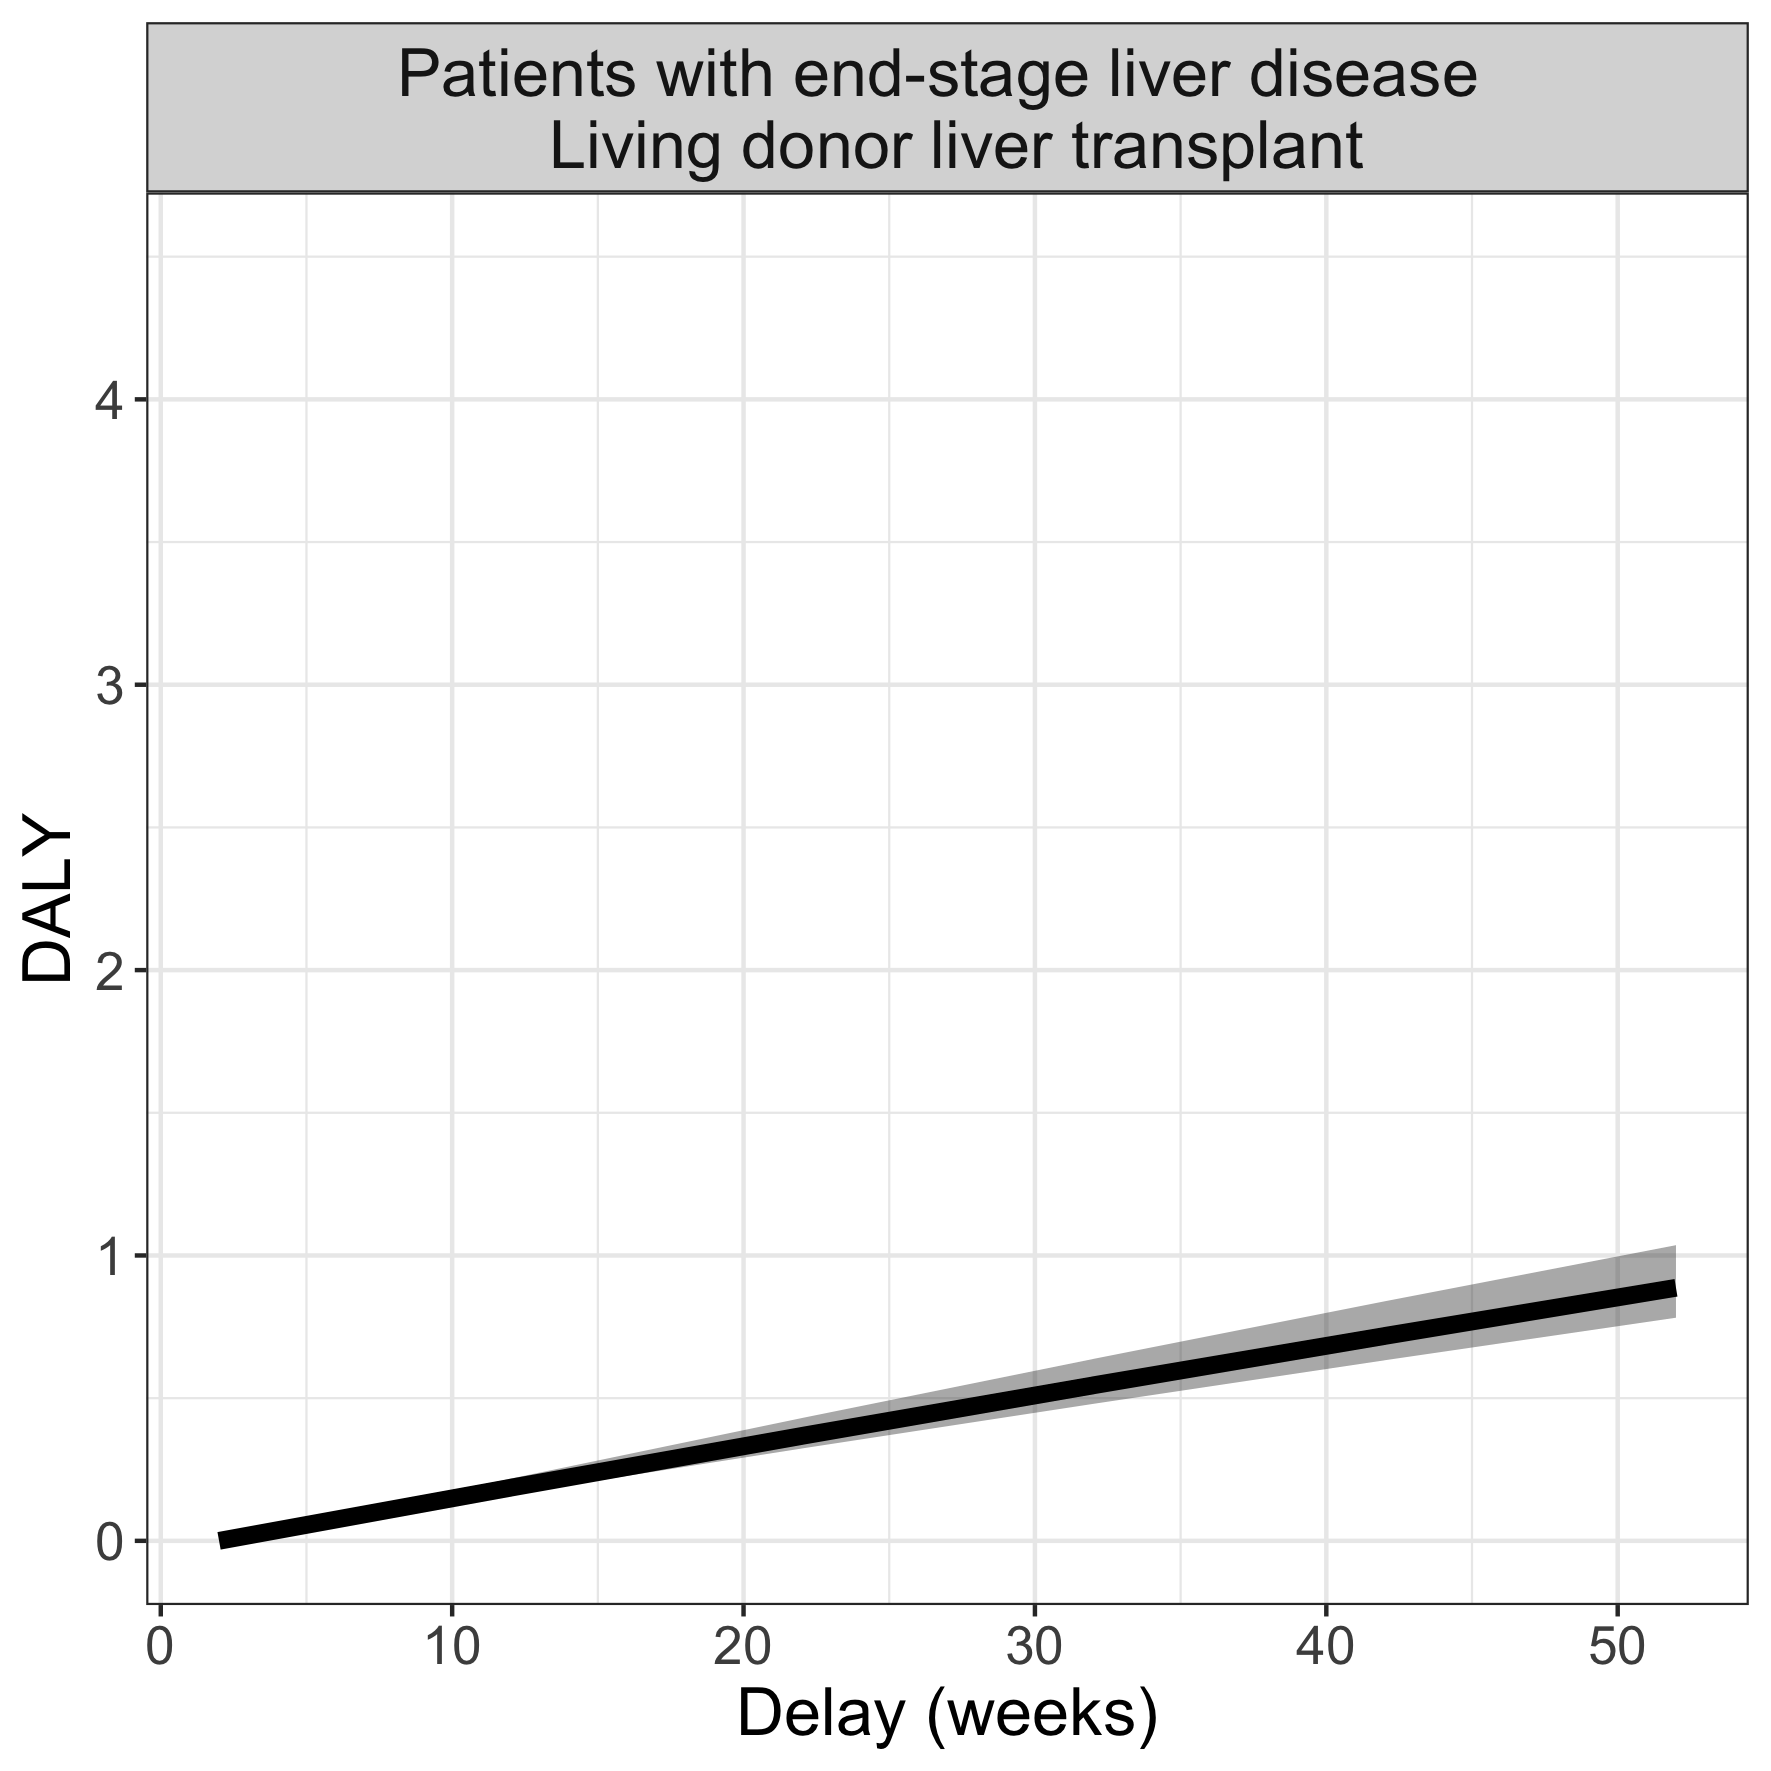 Patients with end-stage liver disease
Living donor liver transplant
4
3
2
1
0
DALY
0 10 20 30 40 50
Delay (weeks)